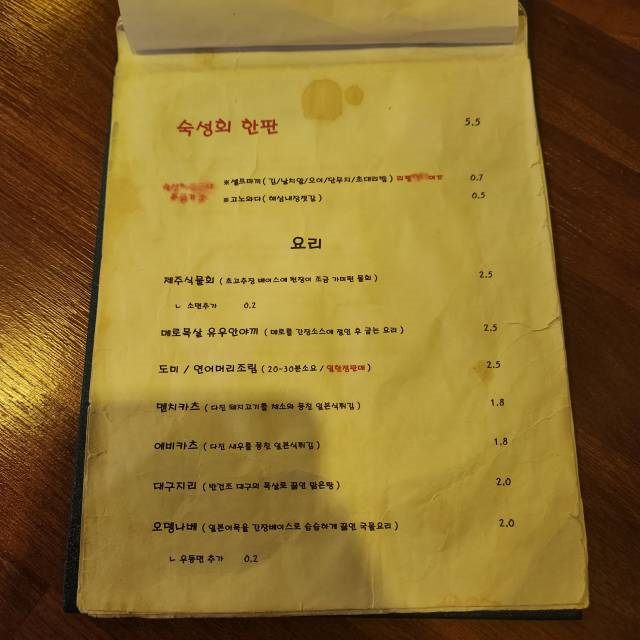 숙성회 한판 5.5
※셀프마끼( 김/날치알/오이/단무지/초대리밥 ) 0.7
※고노와다( 해삼내장젓갈 ) 0.5
요리
제주식물회 ( 초고추장 베이스에 된장이 조금 가미된 물회 ) 2.5
ㄴ 소면추가 0.2
메로목살 유우안야끼 ( 메로를 간장소스에 절인 후 굽는 요리 ) 2.5
도미 / 연어머리조림 ( 20~30분소요 / 일한정판매 ) 2.5
멘치카츠 ( 다진 돼지고기를 채소와 뭉친 일본식튀김 ) 1.8
에비카츠 ( 다진 새우를 뭉친 일본식튀김 ) 1.8
대구지리 ( 반건조 대구의 목살로 끓인 맑은탕 ) 2.0
오뎅나베 ( 일본어묵을 간장베이스로 슴슴하게 끓인 국물요리 ) 2.0
ㄴ 우동면 추가 0.2